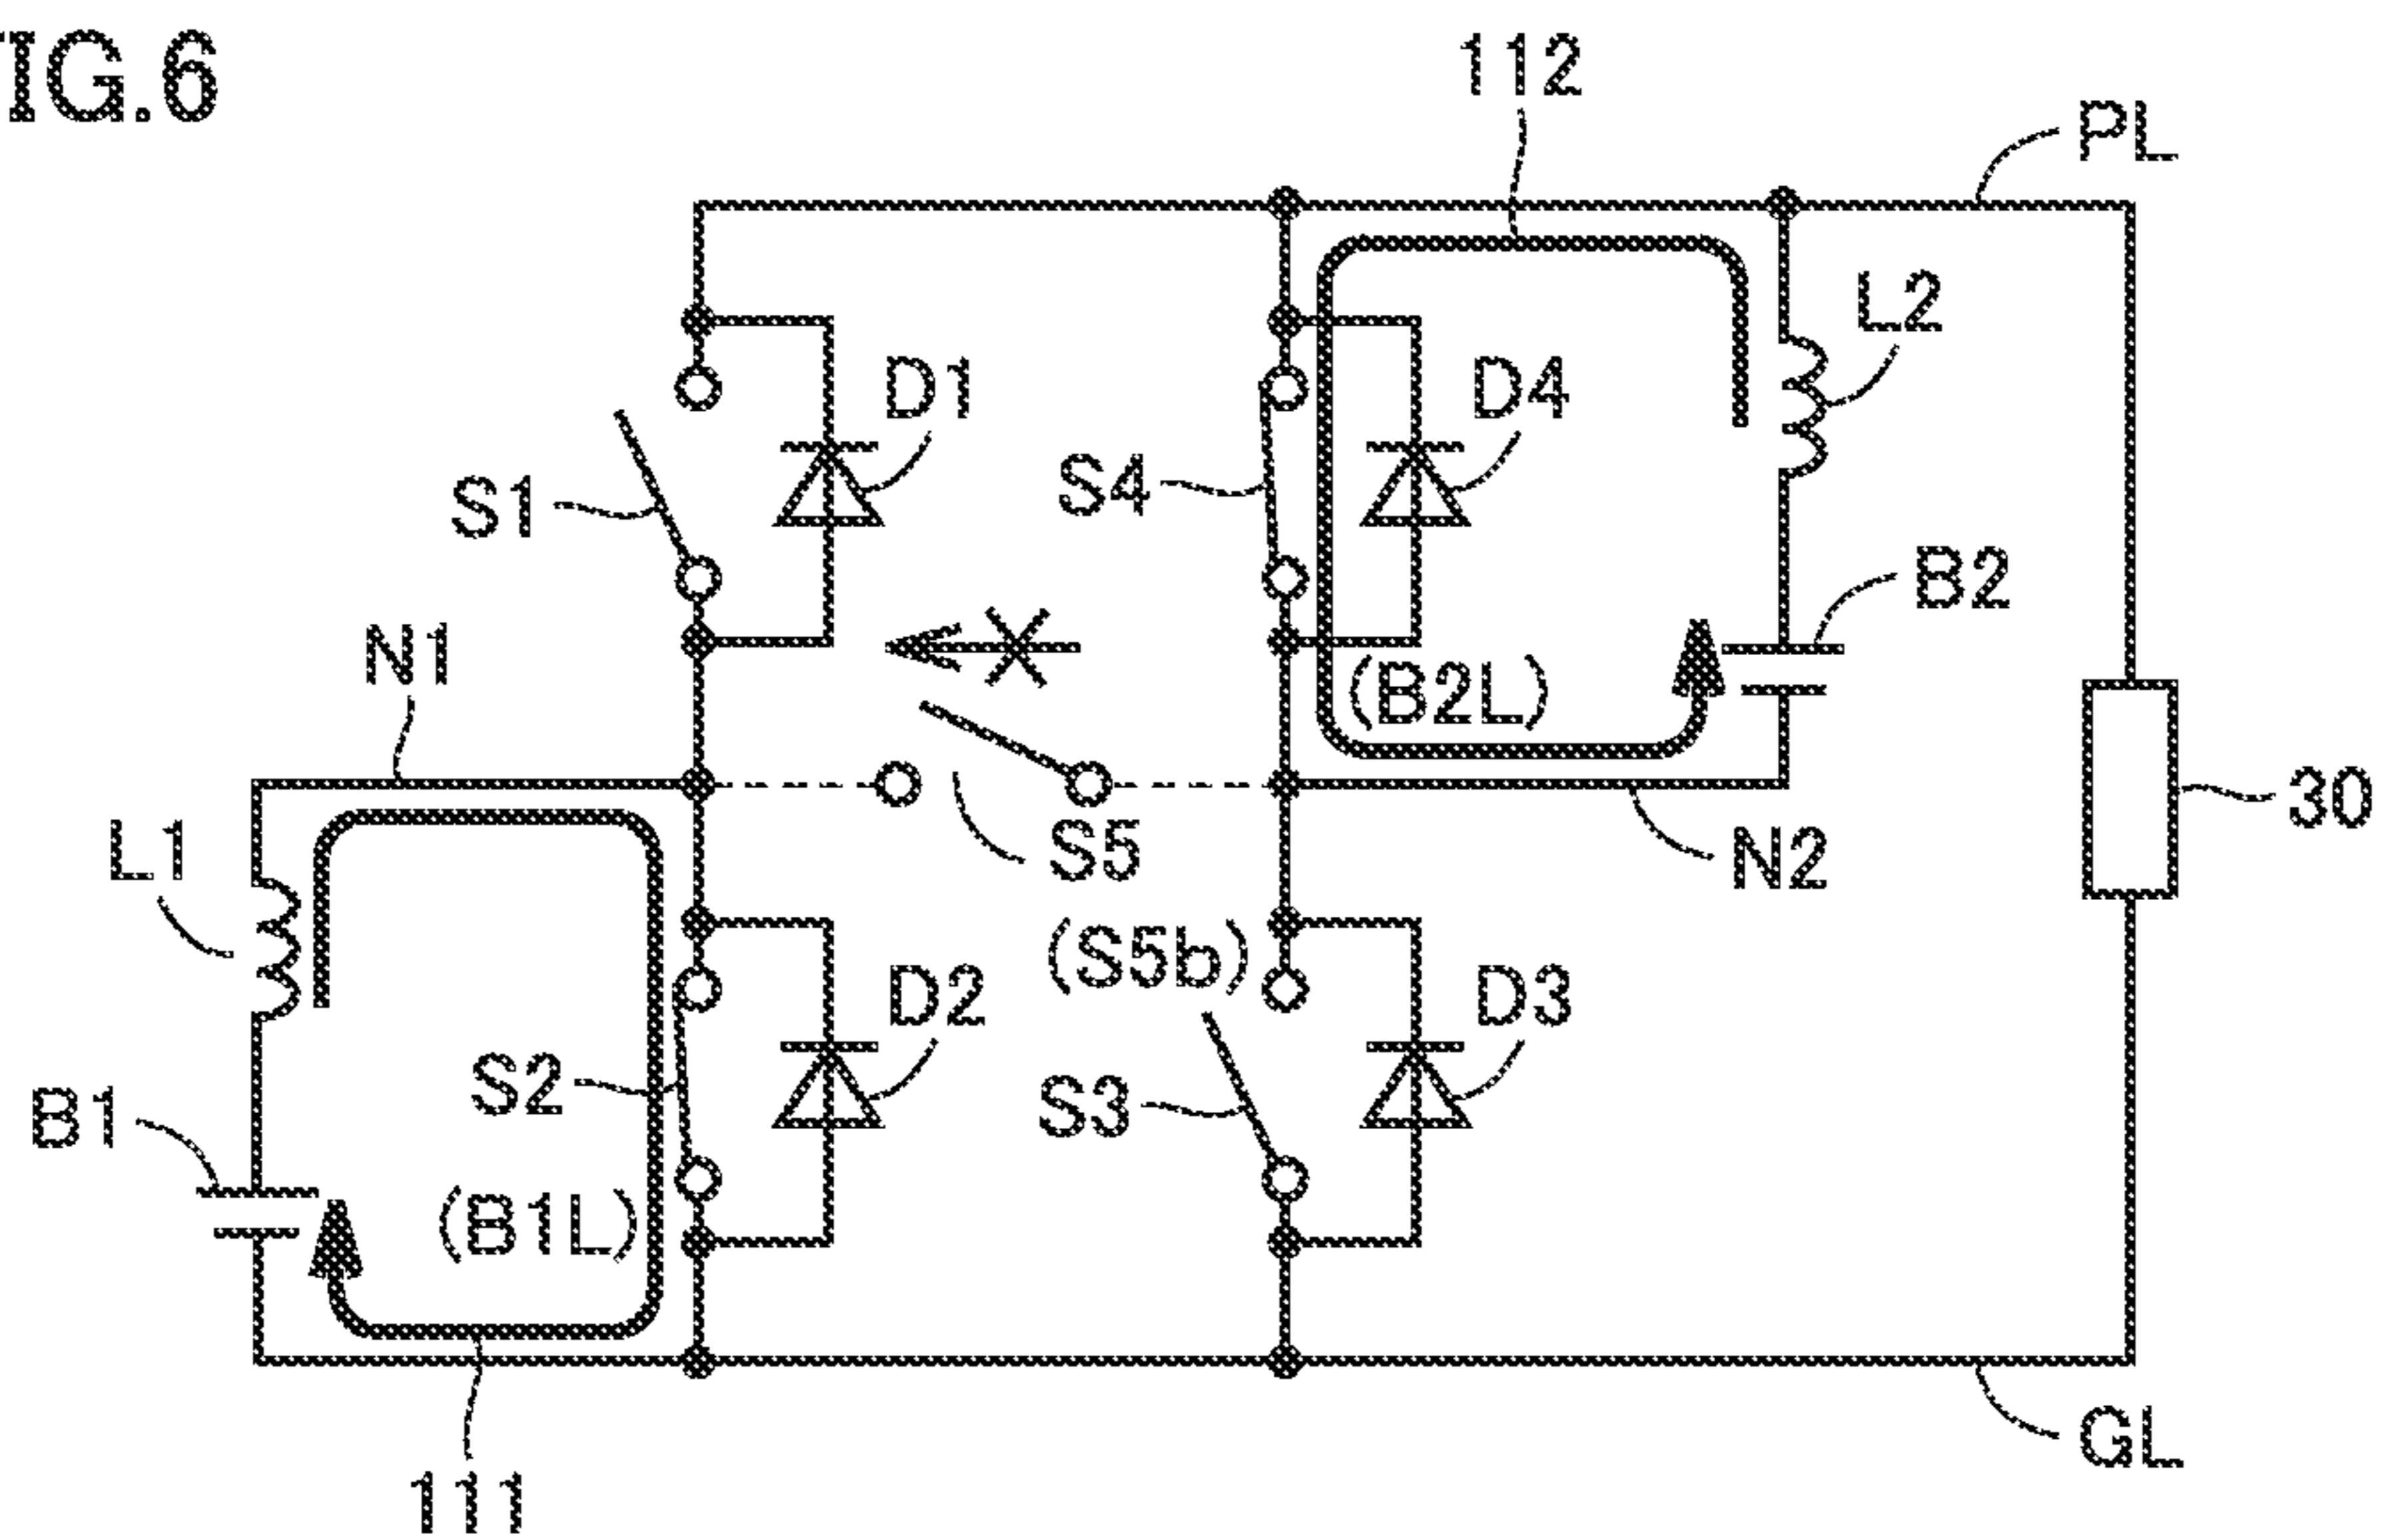 FIG.6
112
PL
L2
D1
D4
S1
S4
B2
N1
(B2L)
30
L1
S5
N2
(S5b)
D2
D3
S2
S3
B1
(B1L)
GL
111